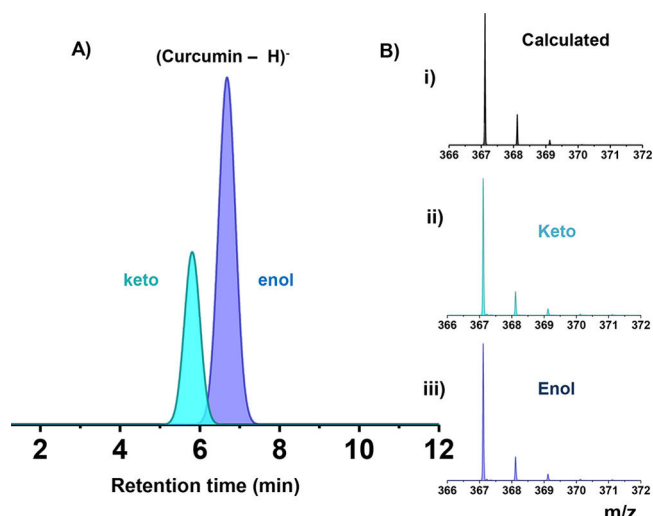 A)
(Curcumin – H)-
keto
enol
2 4 6 8 10 12
Retention time (min)
B)
i)
Calculated
366 367 368 369 370 371 372
ii)
Keto
366 367 368 369 370 371 372
iii)
Enol
366 367 368 369 370 371 372
m/z